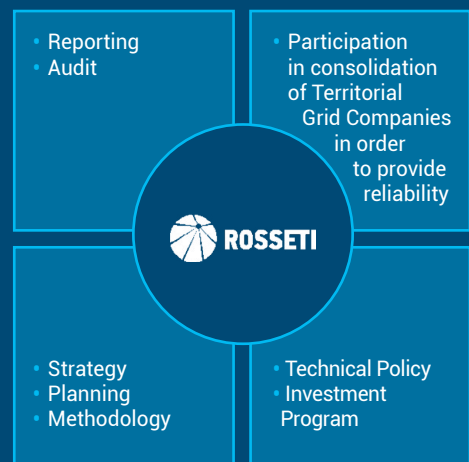 • Reporting
• Audit
• Participation
in consolidation
of Territorial
Grid Companies
in order
to provide
reliability
ROSSETI
• Strategy
• Planning
• Methodology
• Technical Policy
• Investment
Program